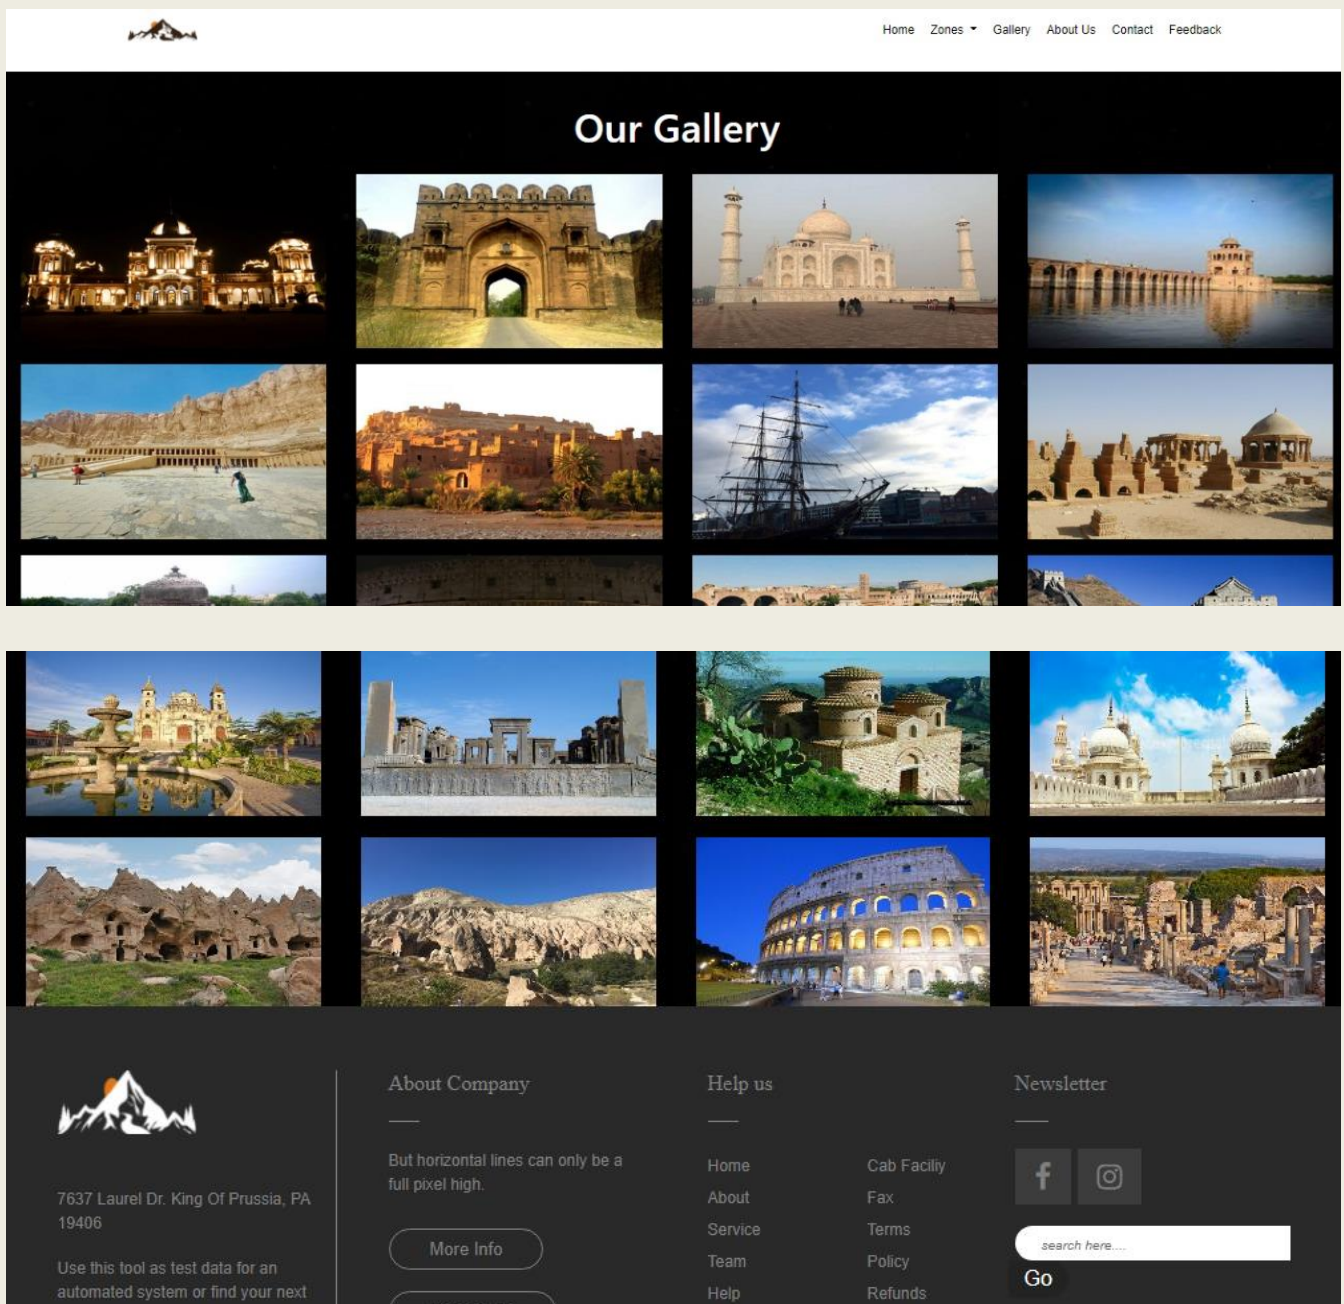 Home Zones Gallery About Us Contact Feedback
Our Gallery
7637 Laurel Dr. King Of Prussia, PA
19406
Use this tool as test data for an
automated system or find your next
About Company
But horizontal lines can only be a
full pixel high.
More Info
Help us
Home
About
Service
Team
Help
Cab Faciliy
Fax
Terms
Policy
Refunds
Newsletter
search here....
Go